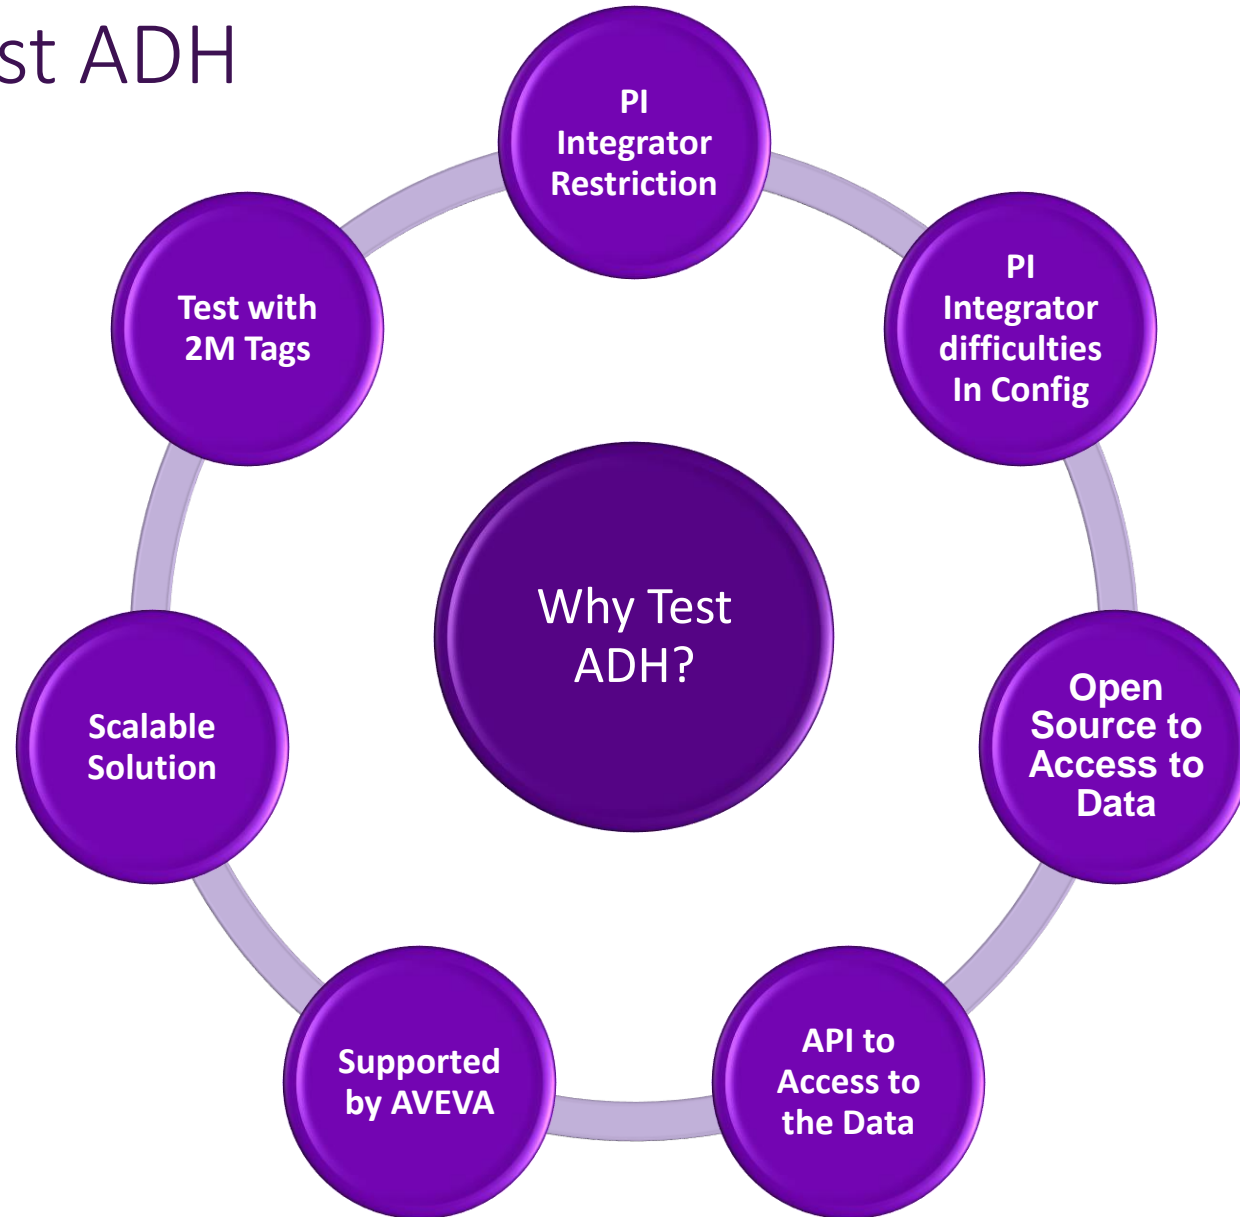 st ADH
PI
Integrator
Restriction
PI
Integrator
difficulties
In Config
Open
Source to
Access to
Data
API to
Access to
the Data
Supported
by AVEVA
Scalable
Solution
Test with
2M Tags
Why Test
ADH?